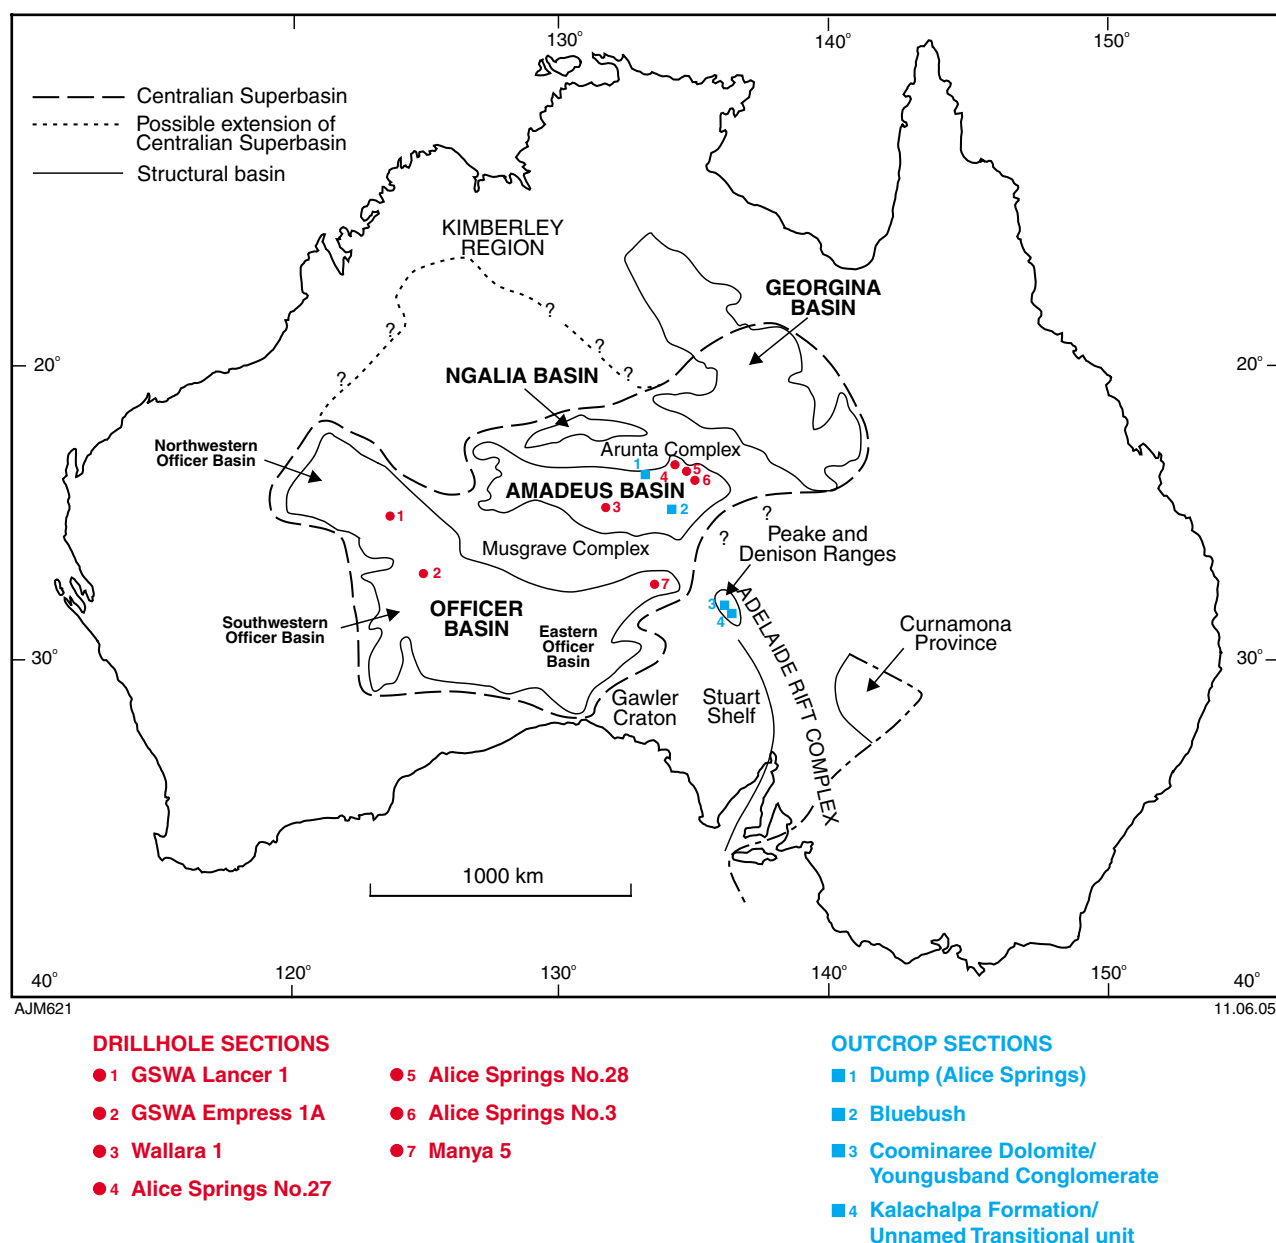 130°
140°
150°
Centralian Superbasin
Possible extension of
Centralian Superbasin
Structural basin
KIMBERLEY
REGION
GEORGINA
BASIN
?
?
?
?
?
20°
20°
NGALIA BASIN
Northwestern
Officer Basin
Arunta Complex
1
4
5
6
AMADEUS BASIN
3
2
1
?
?
Peake and
Denison Ranges
Musgrave Complex
2
7
3
4
OFFICER
BASIN
Southwestern
Officer Basin
Eastern
Officer
Basin
ADELAIDE RIFT COMPLEX
Curnamona
Province
30°
30°
Gawler
Craton
Stuart
Shelf
1000 km
40°
120°
130°
140°
150°
40°
AJM621
11.06.05
DRILLHOLE SECTIONS
1 GSWA Lancer 1
2 GSWA Empress 1A
3 Wallara 1
4 Alice Springs No.27
5 Alice Springs No.28
6 Alice Springs No.3
7 Manya 5
OUTCROP SECTIONS
1 Dump (Alice Springs)
2 Bluebush
3 Coominaree Dolomite/
Youngusband Conglomerate
4 Kalachalpa Formation/
Unnamed Transitional unit